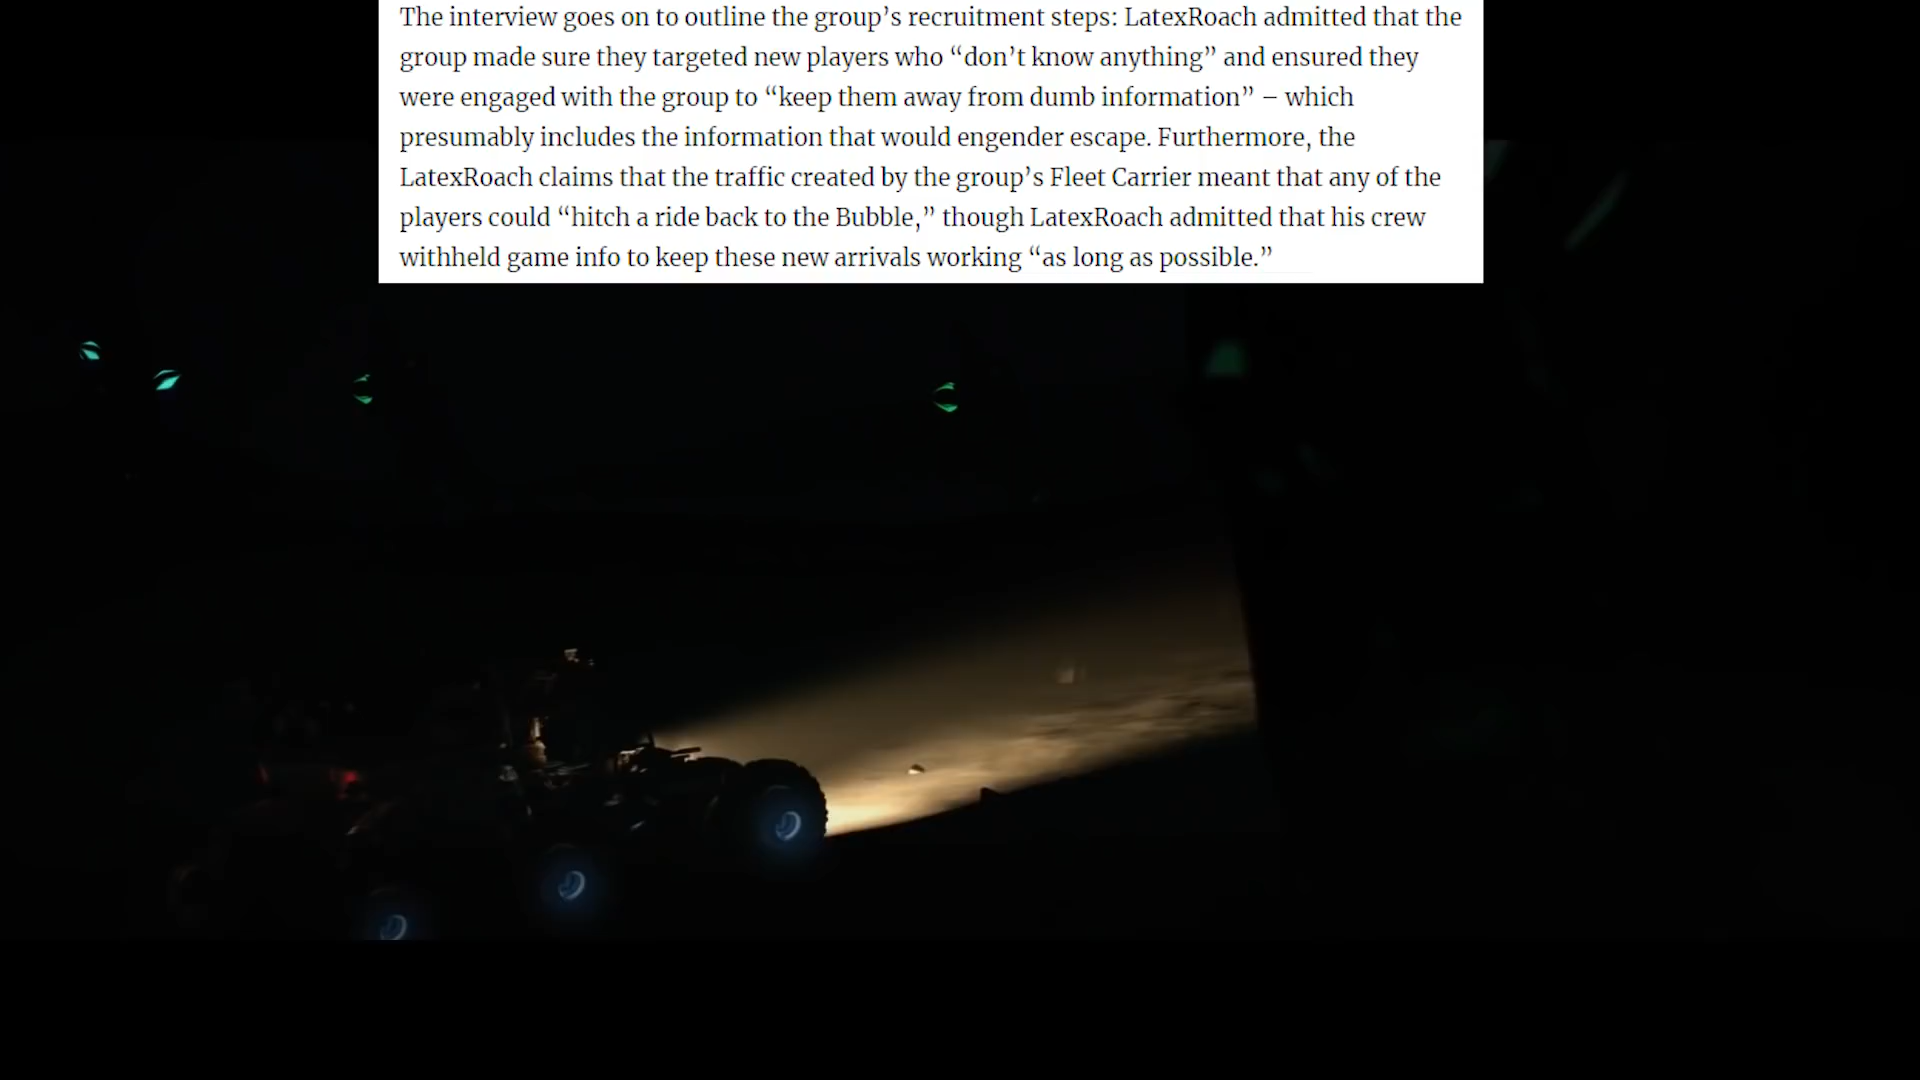 The interview goes on to outline the group’s recruitment steps: LatexRoach admitted that the
group made sure they targeted new players who “don’t know anything” and ensured they
were engaged with the group to “keep them away from dumb information” – which
presumably includes the information that would engender escape. Furthermore, the
LatexRoach claims that the traffic created by the group’s Fleet Carrier meant that any of the
players could “hitch a ride back to the Bubble,” though LatexRoach admitted that his crew
withheld game info to keep these new arrivals working “as long as possible.”